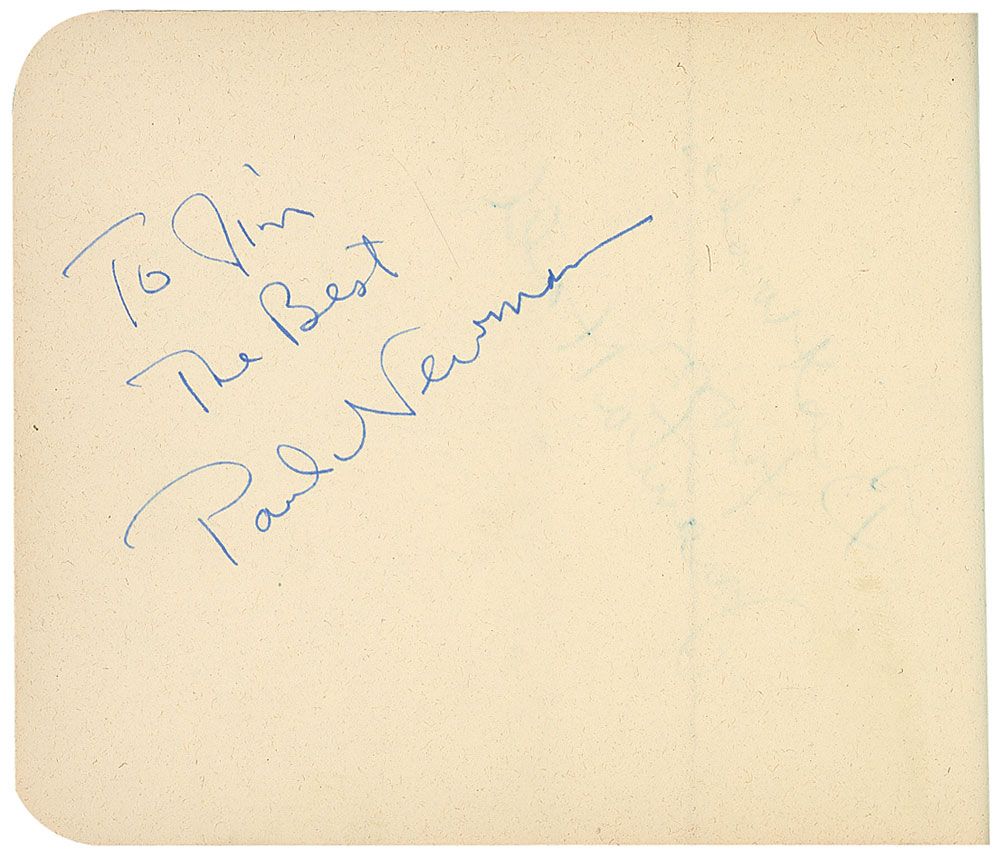 To Jim
The Best
Paul Newman